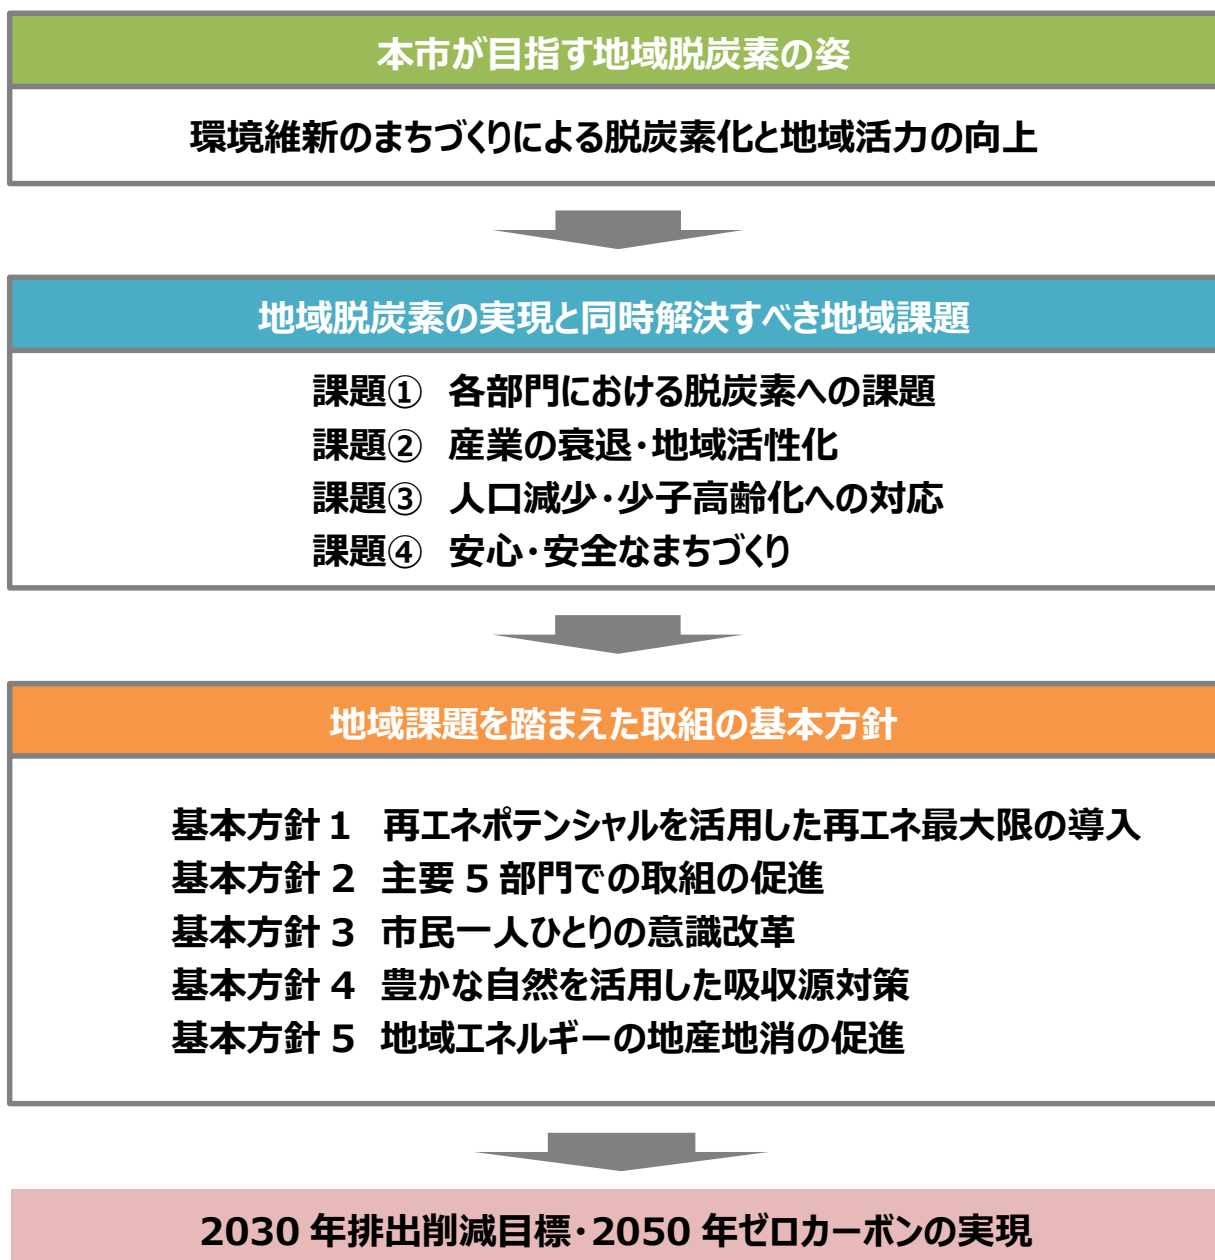 本市が目指す地域脱炭素の姿
環境維新のまちづくりによる脱炭素化と地域活力の向上
地域脱炭素の実現と同時解決すべき地域課題
課題① 各部門における脱炭素への課題
課題② 産業の衰退・地域活性化
課題③ 人口減少・少子高齢化への対応
課題④ 安心・安全なまちづくり
地域課題を踏まえた取組の基本方針
基本方針1 再エネポテンシャルを活用した再エネ最大限の導入
基本方針2 主要5部門での取組の促進
基本方針3 市民一人ひとりの意識改革
基本方針4 豊かな自然を活用した吸収源対策
基本方針5 地域エネルギーの地産地消の促進
2030年排出削減目標・2050年ゼロカーボンの実現